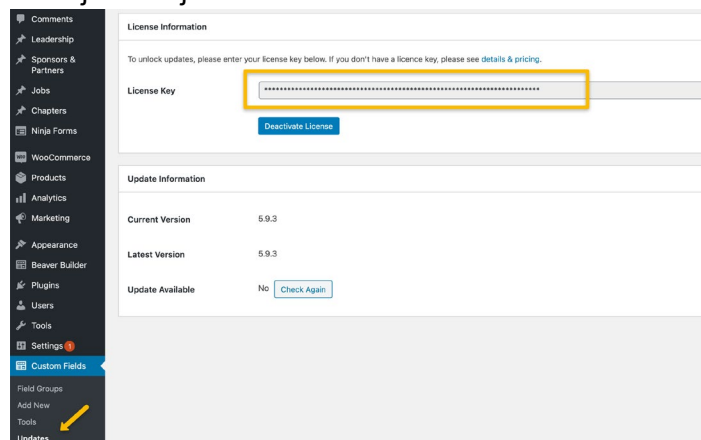 Comments
Leadership
Sponsors &
Partners
Jobs
Chapters
Ninja Forms
WooCommerce
Products
Analytics
Marketing
Appearance
Beaver Builder
Plugins
Users
Tools
Settings 1
Custom Fields
Field Groups
Add New
Tools
Updates
License Information
To unlock updates, please enter your license key below. If you don't have a licence key, please see details & pricing.
License Key
Deactivate License
Update Information
Current Version 5.9.3
Latest Version 5.9.3
Update Available No Check Again